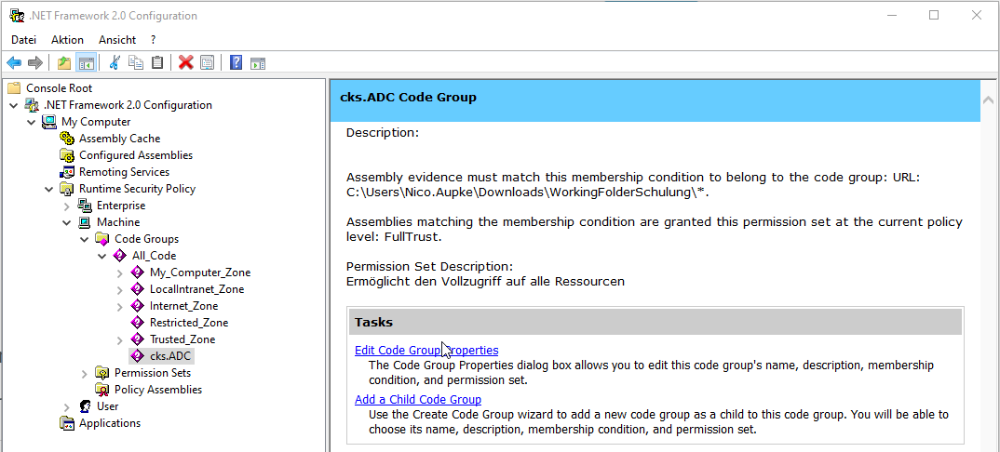 .NET Framework 2.0 Configuration
Datei Aktion Ansicht ?
Console Root
.NET Framework 2.0 Configuration
My Computer
Assembly Cache
Configured Assemblies
Remoting Services
Runtime Security Policy
Enterprise
Machine
Code Groups
All_Code
My_Computer_Zone
LocalIntranet_Zone
Internet_Zone
Restricted_Zone
Trusted_Zone
cks.ADC
Permission Sets
Policy Assemblies
User
Applications
cks.ADC Code Group
Description:
Assembly evidence must match this membership condition to belong to the code group: URL:
C:\Users\Nico.Aupke\Downloads\WorkingFolderSchulung\*.
Assemblies matching the membership condition are granted this permission set at the current policy
level: FullTrust.
Permission Set Description:
Ermöglicht den Vollzugriff auf alle Ressourcen
Tasks
Edit Code Group Properties
The Code Group Properties dialog box allows you to edit this code group's name, description, membership
condition, and permission set.
Add a Child Code Group
Use the Create Code Group wizard to add a new code group as a child to this code group. You will be able to
choose its name, description, membership condition, and permission set.